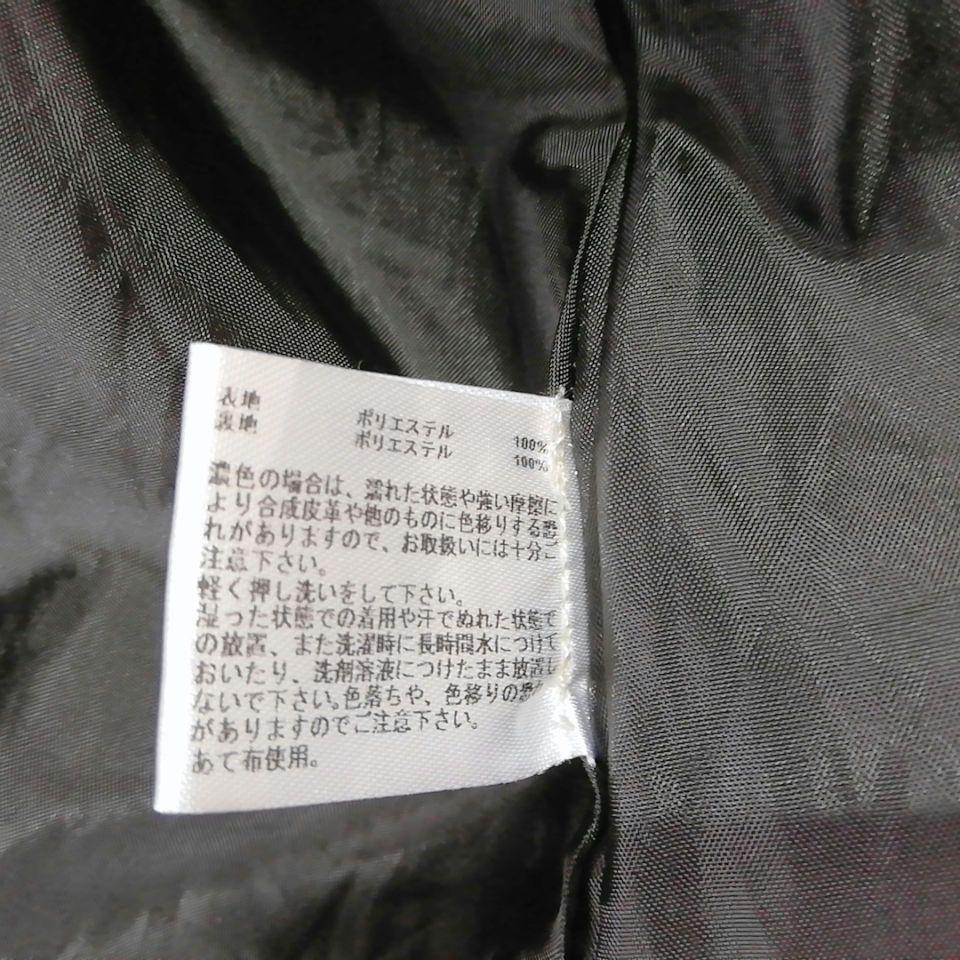 表地 ポリエステル 100%
裏地 ポリエステル 100%
濃色の場合は、濡れた状態や強い摩擦に
より合成皮革や他のものに色移りする恐
れがありますので、お取扱いには十分ご
注意下さい。
軽く押し洗いをして下さい。
湿った状態での着用や汗でぬれた状態で
の放置、また洗濯時に長時間水につけて
おいたり、洗剤溶液につけたまま放置し
ないで下さい。色落ちや、色移りの恐れ
がありますのでご注意下さい。
あて布使用。